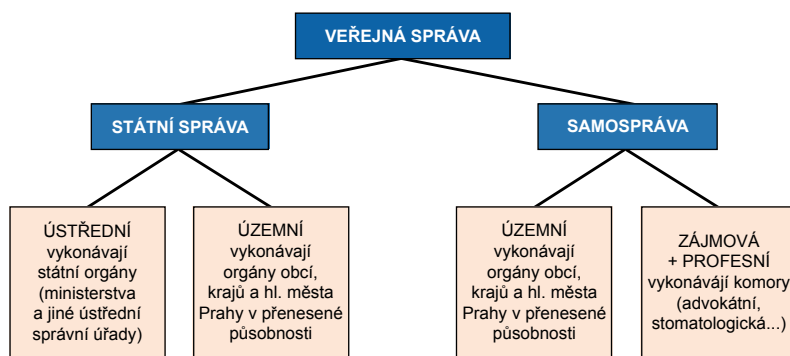 VEŘEJNÁ SPRÁVA
STÁTNÍ SPRÁVA
SAMOSPRÁVA
ÚSTŘEDNÍ
vykonávají
státní orgány
(ministerstva
a jiné ústřední
správní úřady)
ÚZEMNÍ
vykonávají
orgány obcí,
krajů a hl. města
Prahy v přenesené
působnosti
ÚZEMNÍ
vykonávají
orgány obcí,
krajů a hl. města
Prahy v přenesené
působnosti
ZÁJMOVÁ
+ PROFESNÍ
vykonávájí komory
(advokátní,
stomatologická...)